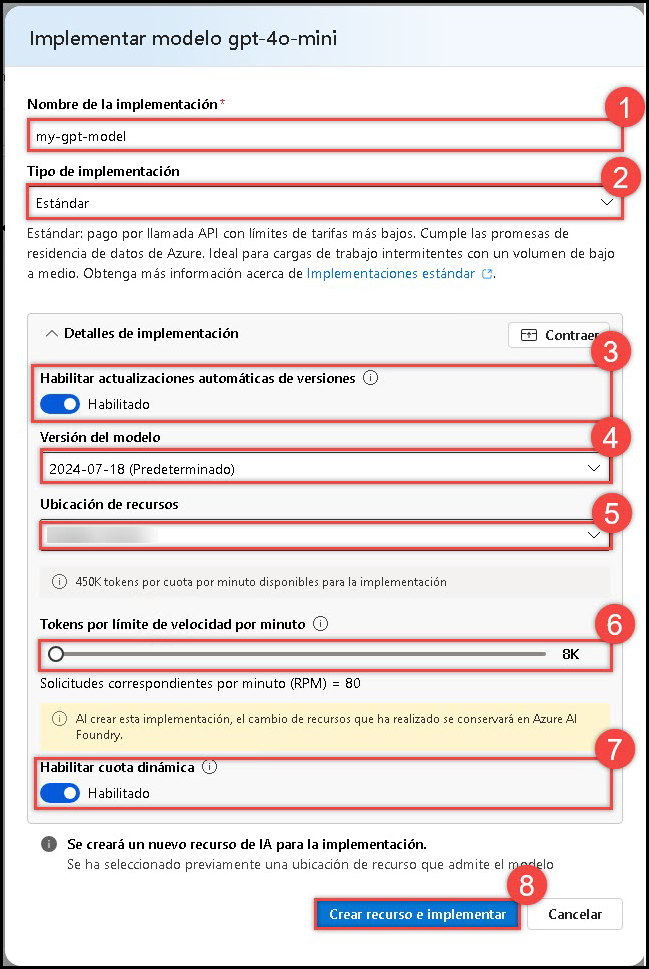 Implementar modelo gpt-4o-mini
Nombre de la implementación*
1
my-gpt-model
Tipo de implementación
2
Estándar
Estándar: pago por llamada API con límites de tarifas más bajos. Cumple las promesas de
residencia de datos de Azure. Ideal para cargas de trabajo intermitentes con un volumen de bajo
a medio. Obtenga más información acerca de Implementaciones estándar.
Detalles de implementación
Contraer
3
Habilitar actualizaciones automáticas de versiones
Habilitado
4
Versión del modelo
2024-07-18 (Predeterminado)
Ubicación de recursos
5
450K tokens por cuota por minuto disponibles para la implementación
Tokens por límite de velocidad por minuto
6
8K
Solicitudes correspondientes por minuto (RPM) = 80
Al crear esta implementación, el cambio de recursos que ha realizado se conservará en Azure AI
Foundry.
7
Habilitar cuota dinámica
Habilitado
Se creará un nuevo recurso de IA para la implementación.
Se ha seleccionado previamente una ubicación de recurso que admite el modelo
8
Crear recurso e implementar
Cancelar